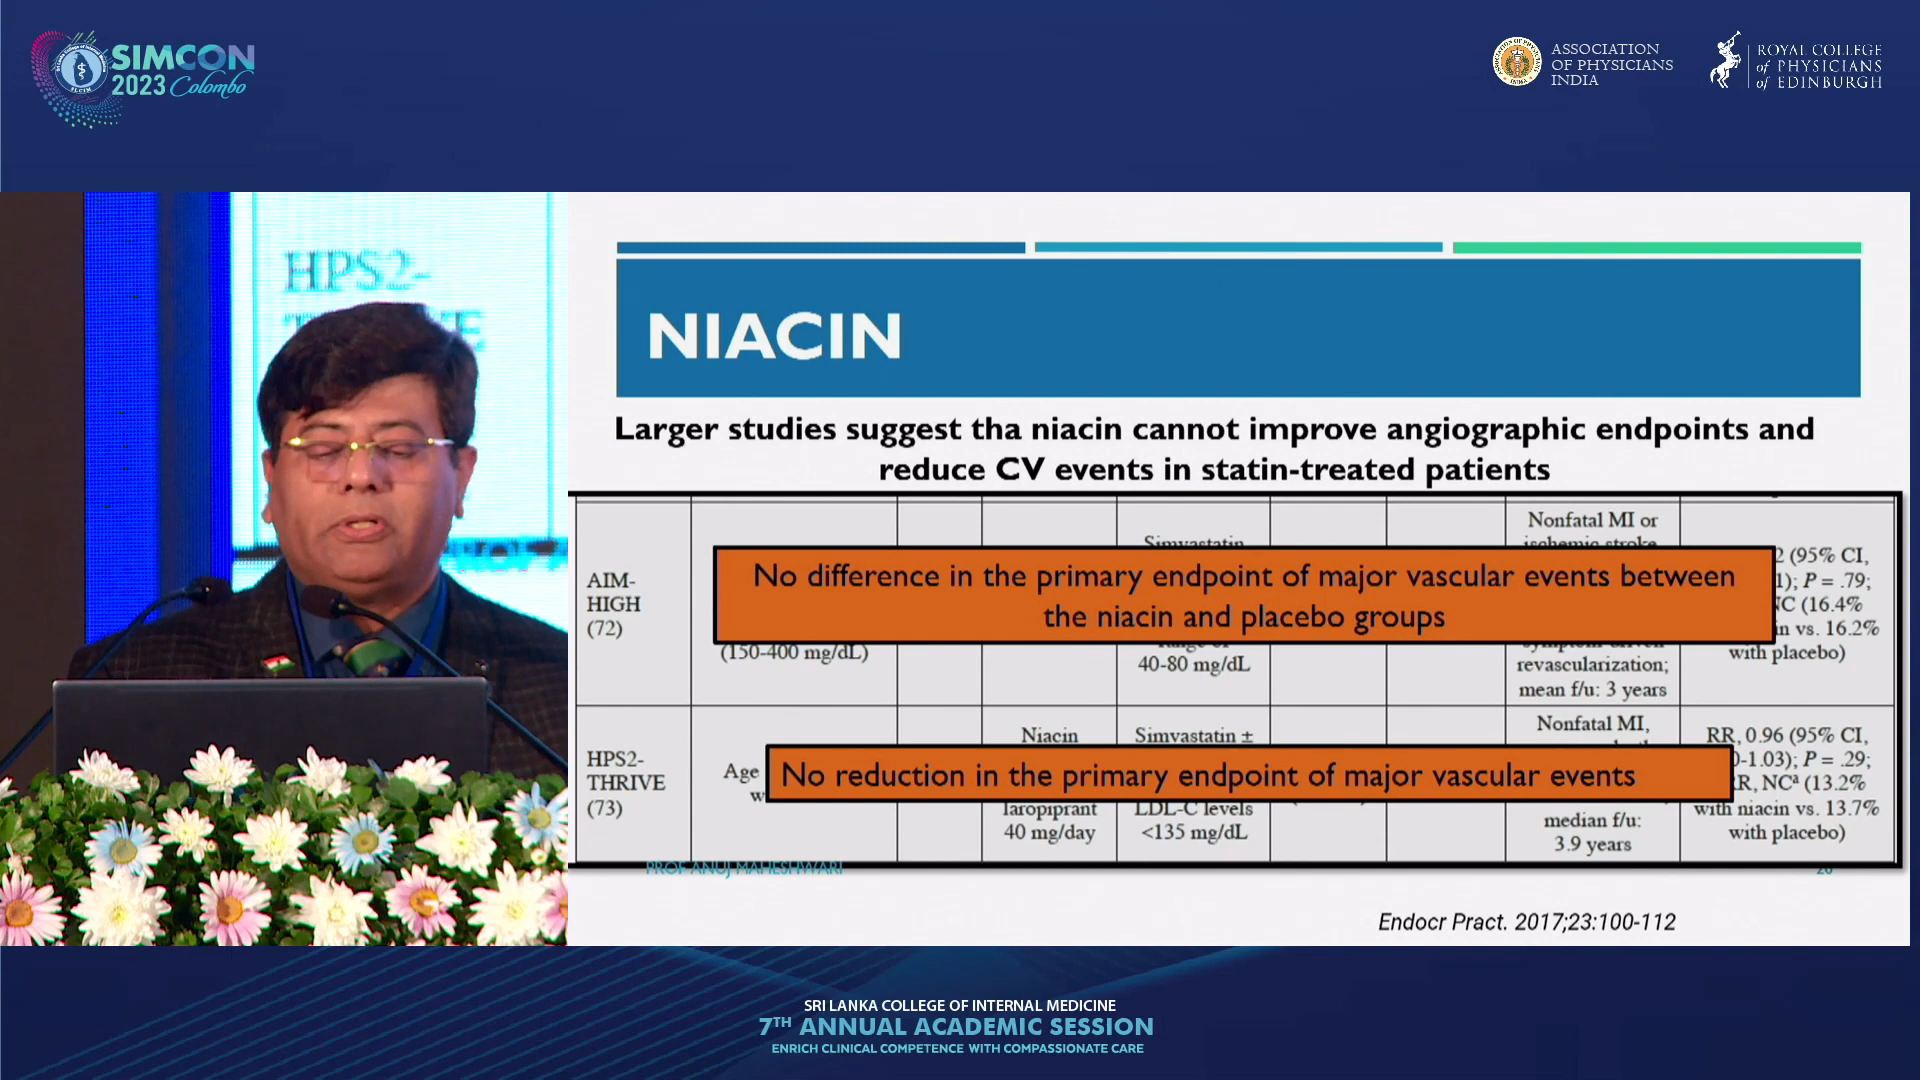 SIMCON
2023 Colombo
SLCIM
ASSOCIATION
OF PHYSICIANS
INDIA
ROYAL COLLEGE
of PHYSICIANS
of EDINBURGH
HPS2-
NIACIN
Larger studies suggest tha niacin cannot improve angiographic endpoints and
reduce CV events in statin-treated patients
AIM-
HIGH
(72)
(150-400 mg/dL)
Simvastatin
40-80 mg/dL
Nonfatal MI or
ischemic stroke
revascularization;
mean f/u: 3 years
2 (95% CI,
1); P = .79;
NC (16.4%
in vs. 16.2%
with placebo)
No difference in the primary endpoint of major vascular events between
the niacin and placebo groups
HPS2-
THRIVE
(73)
Age
Niacin
laropiprant
40 mg/day
Simvastatin ±
LDL-C levels
<135 mg/dL
Nonfatal MI,
median f/u:
3.9 years
RR, 0.96 (95% CI,
0-1.03); P = .29;
RR, NCa (13.2%
with niacin vs. 13.7%
with placebo)
No reduction in the primary endpoint of major vascular events
PROF ANUJ MAHESHWARI
Endocr Pract. 2017;23:100-112
SRI LANKA COLLEGE OF INTERNAL MEDICINE
7TH ANNUAL ACADEMIC SESSION
ENRICH CLINICAL COMPETENCE WITH COMPASSIONATE CARE